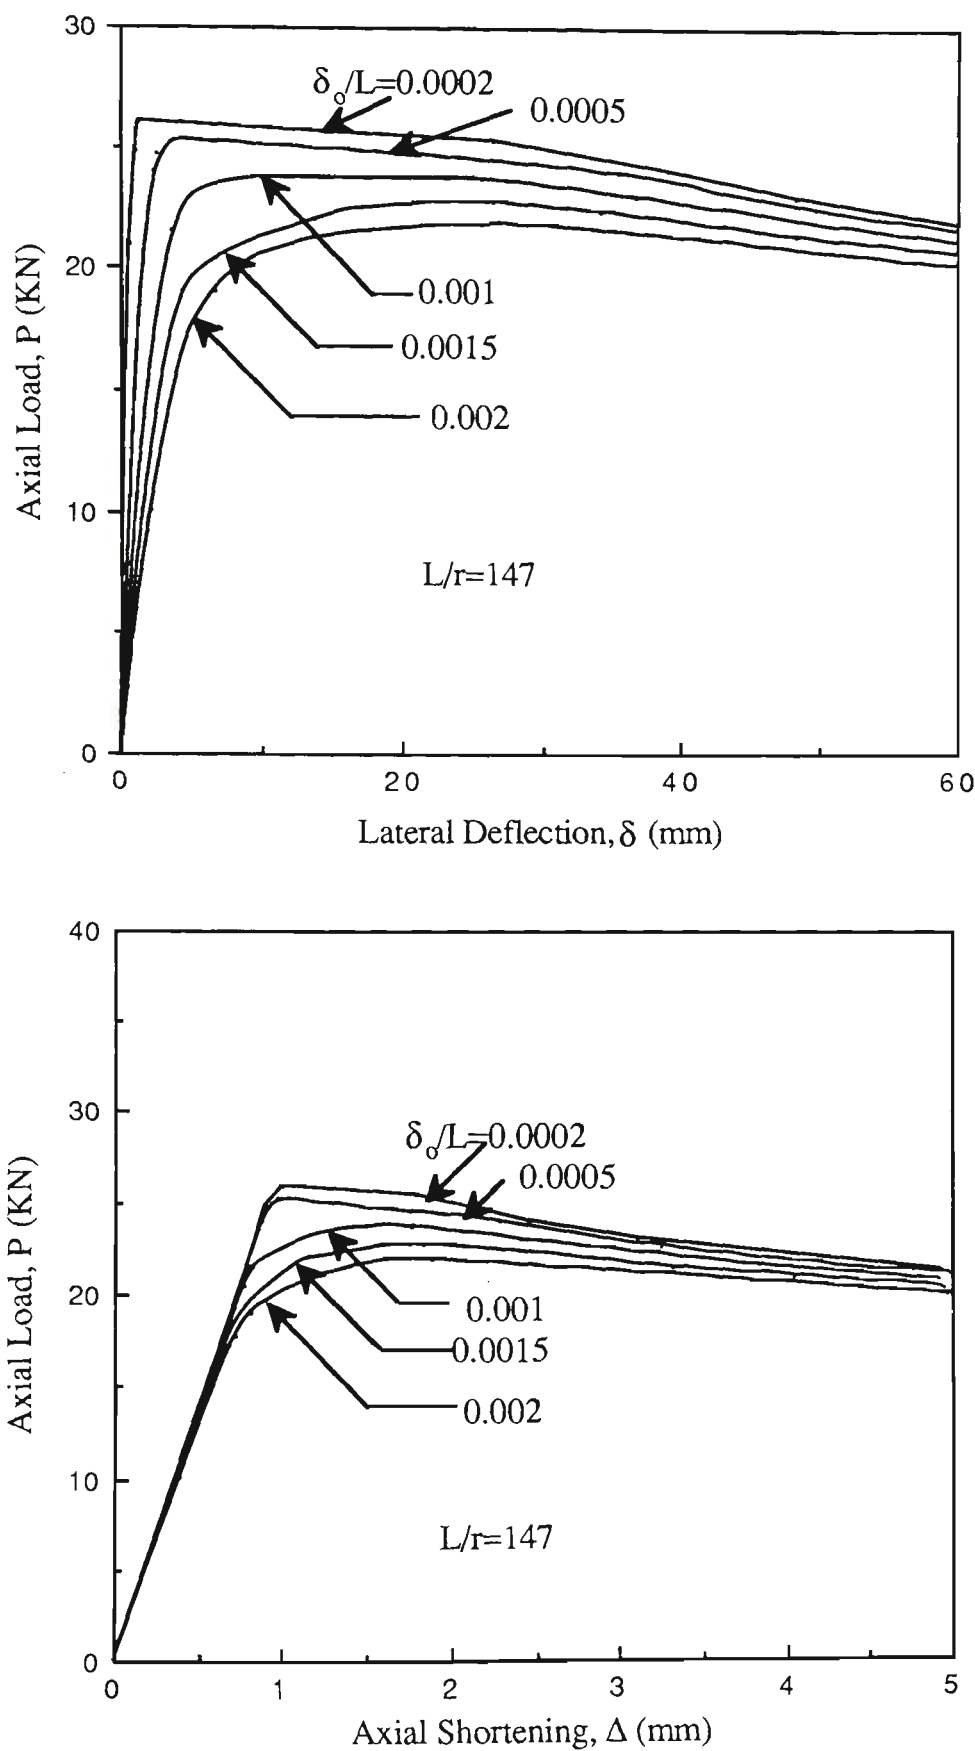 30
δo/L=0.0002
0.0005
20
0.001
0.0015
0.002
10
L/r=147
0
0 20 40 60
Axial Load, P (KN)
Lateral Deflection, δ (mm)
40
30
δo/L=0.0002
0.0005
20
0.001
0.0015
0.002
10
L/r=147
0
0 1 2 3 4 5
Axial Load, P (KN)
Axial Shortening, Δ (mm)